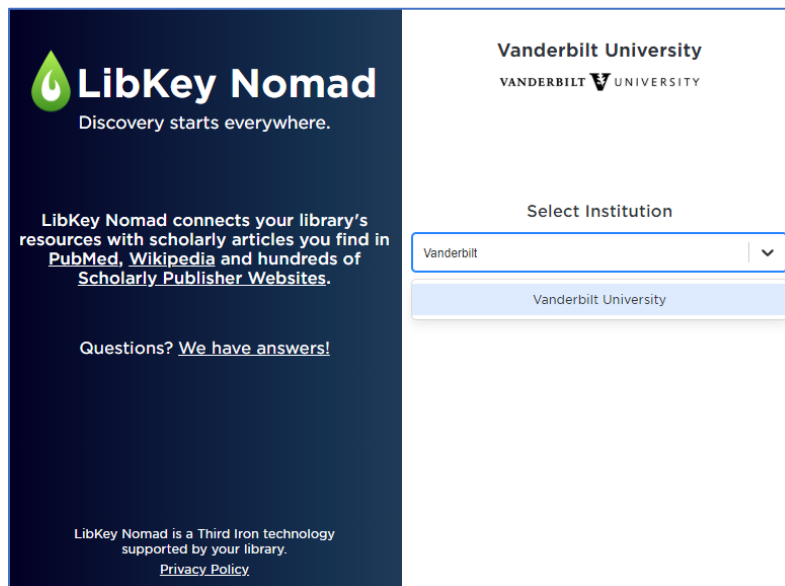 LibKey Nomad
Discovery starts everywhere.
LibKey Nomad connects your library's
resources with scholarly articles you find in
PubMed, Wikipedia and hundreds of
Scholarly Publisher Websites.
Questions? We have answers!
LibKey Nomad is a Third Iron technology
supported by your library.
Privacy Policy
Vanderbilt University
VANDERBILT UNIVERSITY
Select Institution
Vanderbilt
Vanderbilt University